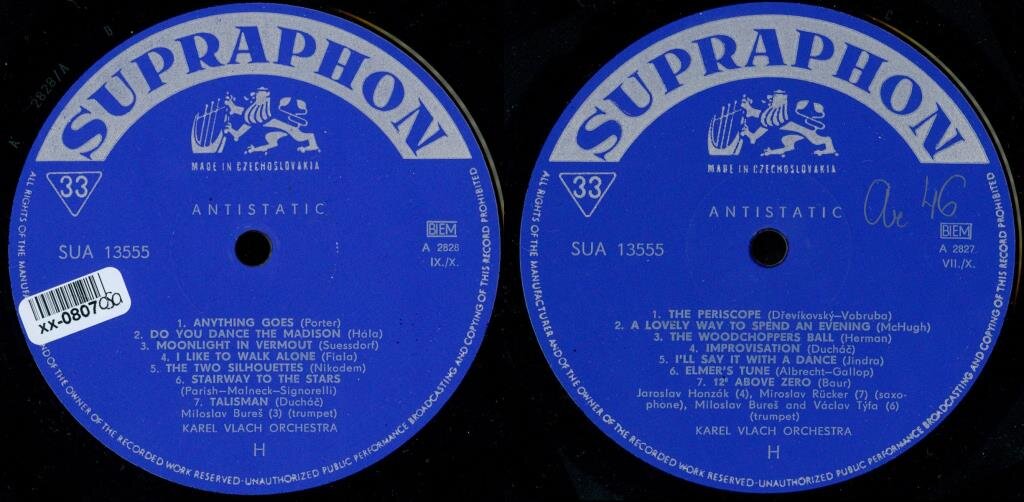 2828/A
SUPRAPHON
MADE IN CZECHOSLOVAKIA
33
ANTISTATIC
SUA 13555
BIEM
A 2828
IX./X.
xx-0807
1. ANYTHING GOES (Porter)
2. DO YOU DANCE THE MADISON (Hála)
3. MOONLIGHT IN VERMOUT (Suessdorf)
4. I LIKE TO WALK ALONE (Fiala)
5. THE TWO SILHOUETTES (Nikodem)
6. STAIRWAY TO THE STARS
(Parish-Malneck-Signorelli)
7. TALISMAN (Ducháč)
Miloslav Bureš (3) (trumpet)
KAREL VLACH ORCHESTRA
H
ALL RIGHTS OF THE MANUFACTURER AND OF THE OWNER OF THE RECORDED WORK RESERVED-UNAUTHORIZED PUBLIC PERFORMANCE BROADCASTING AND COPYING OF THIS RECORD PROHIBITED
SUPRAPHON
MADE IN CZECHOSLOVAKIA
33
ANTISTATIC
46
SUA 13555
BIEM
A 2827
VII./X.
1. THE PERISCOPE (Dřevíkovský-Vobruba)
2. A LOVELY WAY TO SPEND AN EVENING (McHugh)
3. THE WOODCHOPPERS BALL (Herman)
4. IMPROVISATION (Ducháč)
5. I'LL SAY IT WITH A DANCE (Jindra)
6. ELMER'S TUNE (Albrecht-Gallop)
7. 12° ABOVE ZERO (Baur)
Jaroslav Honzák (4), Miroslav Rücker (7) (saxo-
phone), Miloslav Bureš and Václav Týfa (6)
(trumpet)
KAREL VLACH ORCHESTRA
H
ALL RIGHTS OF THE MANUFACTURER AND OF THE OWNER OF THE RECORDED WORK RESERVED-UNAUTHORIZED PUBLIC PERFORMANCE BROADCASTING AND COPYING OF THIS RECORD PROHIBITED